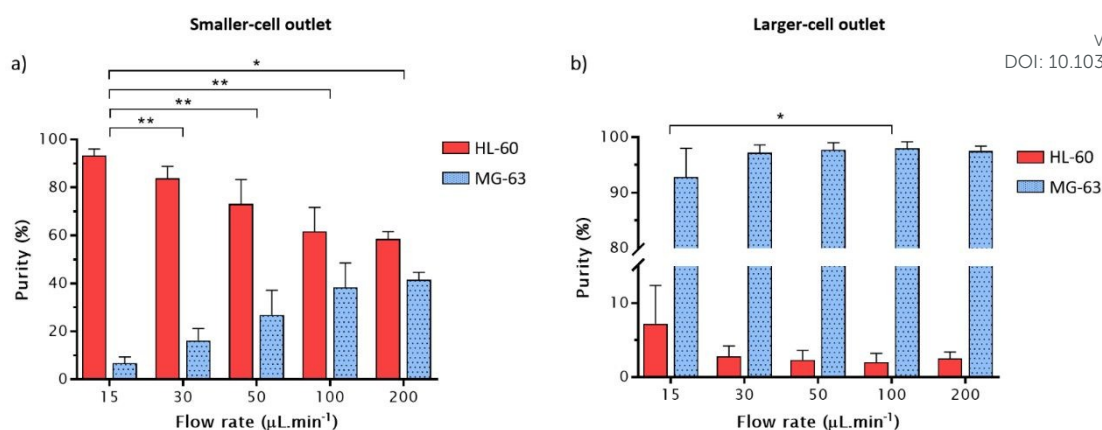 Smaller-cell outlet
Larger-cell outlet
DOI: 10.103
a)
b)
*
**
**
**
*
HL-60
MG-63
HL-60
MG-63
Purity (%)
100
80
60
40
20
0
15 30 50 100 200
Flow rate (µL.min⁻¹)
Purity (%)
100
90
80
10
0
15 30 50 100 200
Flow rate (µL.min⁻¹)